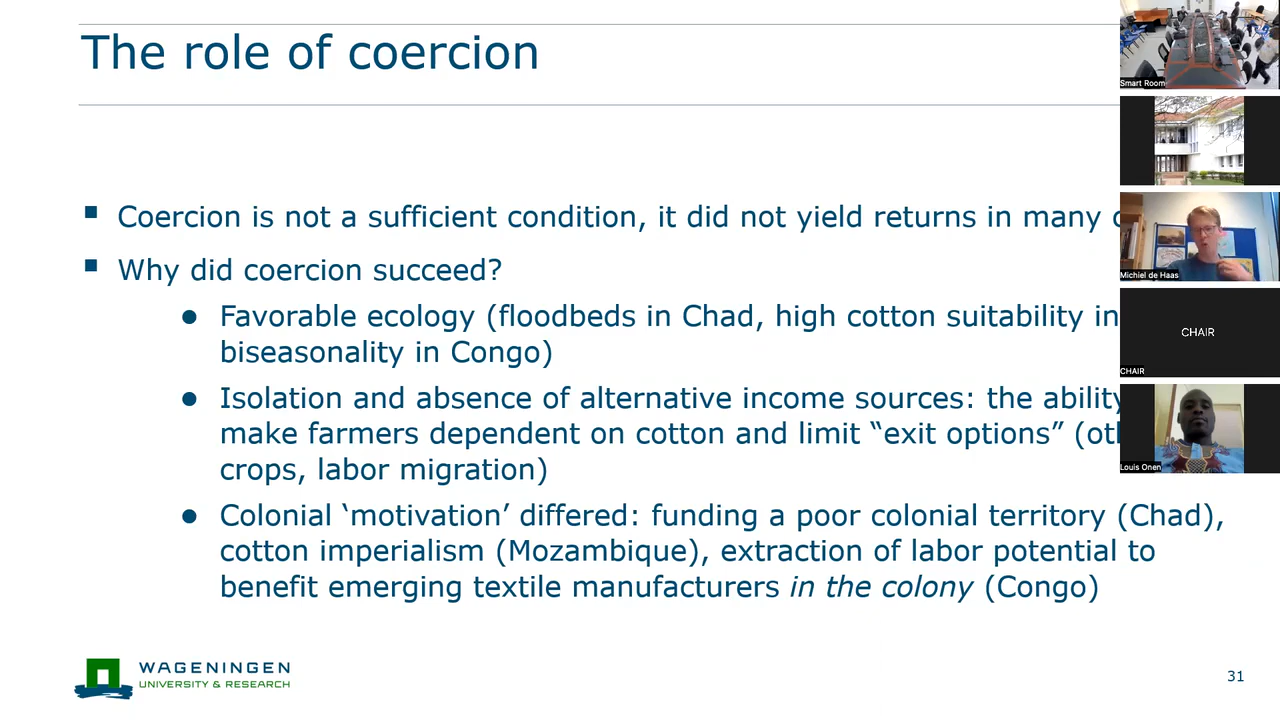 The role of coercion
Coercion is not a sufficient condition, it did not yield returns in many
Why did coercion succeed?
Favorable ecology (floodbeds in Chad, high cotton suitability in
biseasonality in Congo)
Isolation and absence of alternative income sources: the ability
make farmers dependent on cotton and limit “exit options”
crops, labor migration)
Colonial ‘motivation’ differed: funding a poor colonial territory (Chad),
cotton imperialism (Mozambique), extraction of labor potential to
benefit emerging textile manufacturers in the colony (Congo)
WAGENINGEN
UNIVERSITY & RESEARCH
31
Smart Room
Michiel de Haas
CHAIR
CHAIR
Louis Onen